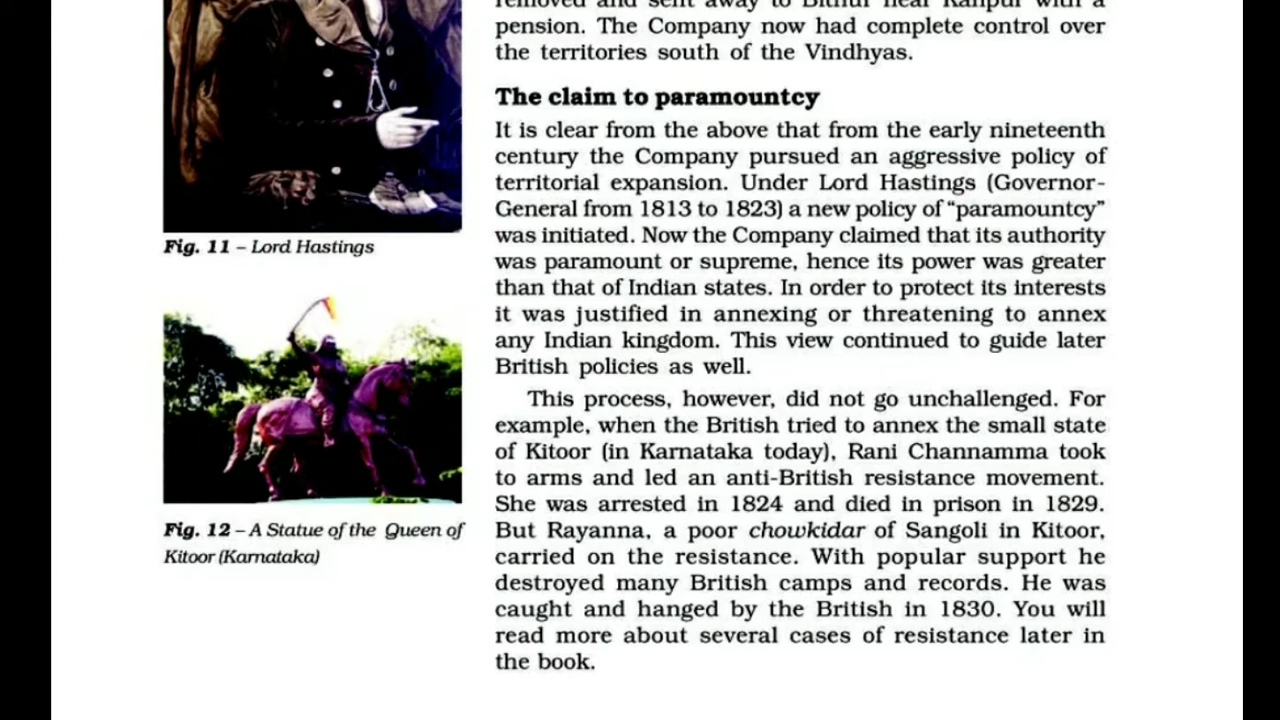 removed and sent away to Bithur near Kanpur with a
pension. The Company now had complete control over
the territories south of the Vindhyas.
The claim to paramountcy
It is clear from the above that from the early nineteenth
century the Company pursued an aggressive policy of
territorial expansion. Under Lord Hastings (Governor-
General from 1813 to 1823) a new policy of “paramountcy”
was initiated. Now the Company claimed that its authority
was paramount or supreme, hence its power was greater
than that of Indian states. In order to protect its interests
it was justified in annexing or threatening to annex
any Indian kingdom. This view continued to guide later
British policies as well.
This process, however, did not go unchallenged. For
example, when the British tried to annex the small state
of Kitoor (in Karnataka today), Rani Channamma took
to arms and led an anti-British resistance movement.
She was arrested in 1824 and died in prison in 1829.
But Rayanna, a poor chowkidar of Sangoli in Kitoor,
carried on the resistance. With popular support he
destroyed many British camps and records. He was
caught and hanged by the British in 1830. You will
read more about several cases of resistance later in
the book.
Fig. 11 – Lord Hastings
Fig. 12 – A Statue of the Queen of
Kitoor (Karnataka)